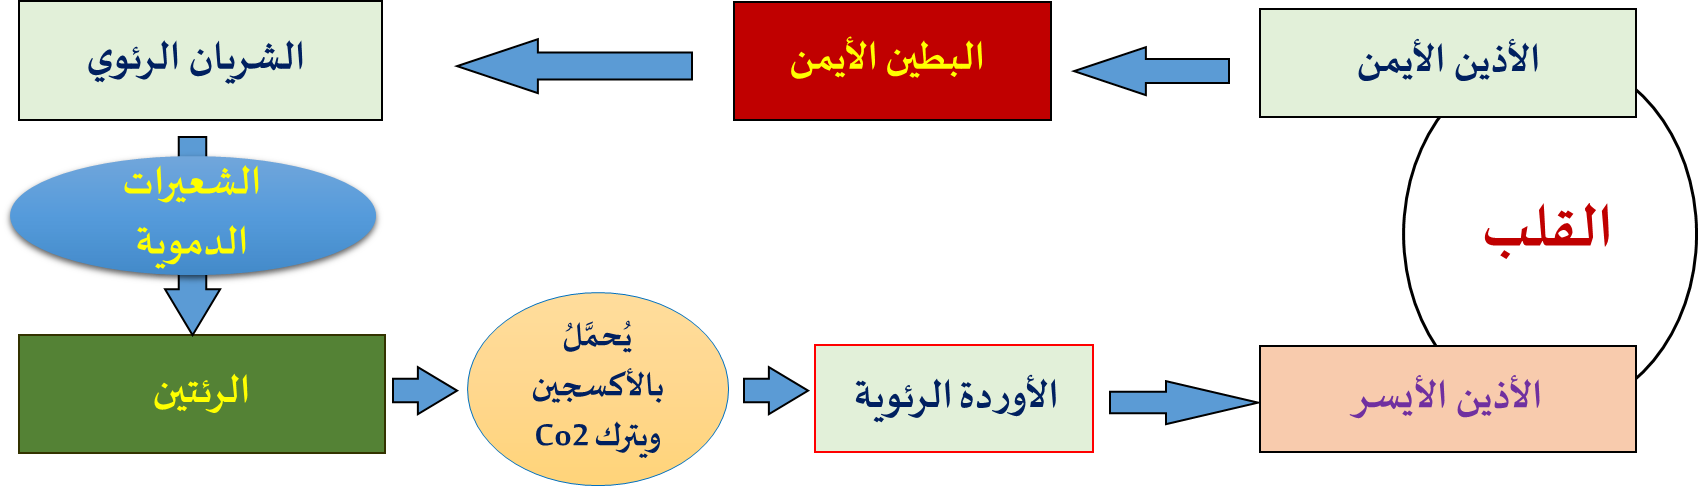 الأذين الأيمن
البطين الأيمن
الشريان الرئوي
الشعيرات
الدموية
الرئتين
يُحمَّلُ
بالأكسجين
ويترك Co2
الأوردة الرئوية
الأذين الأيسر
القلب